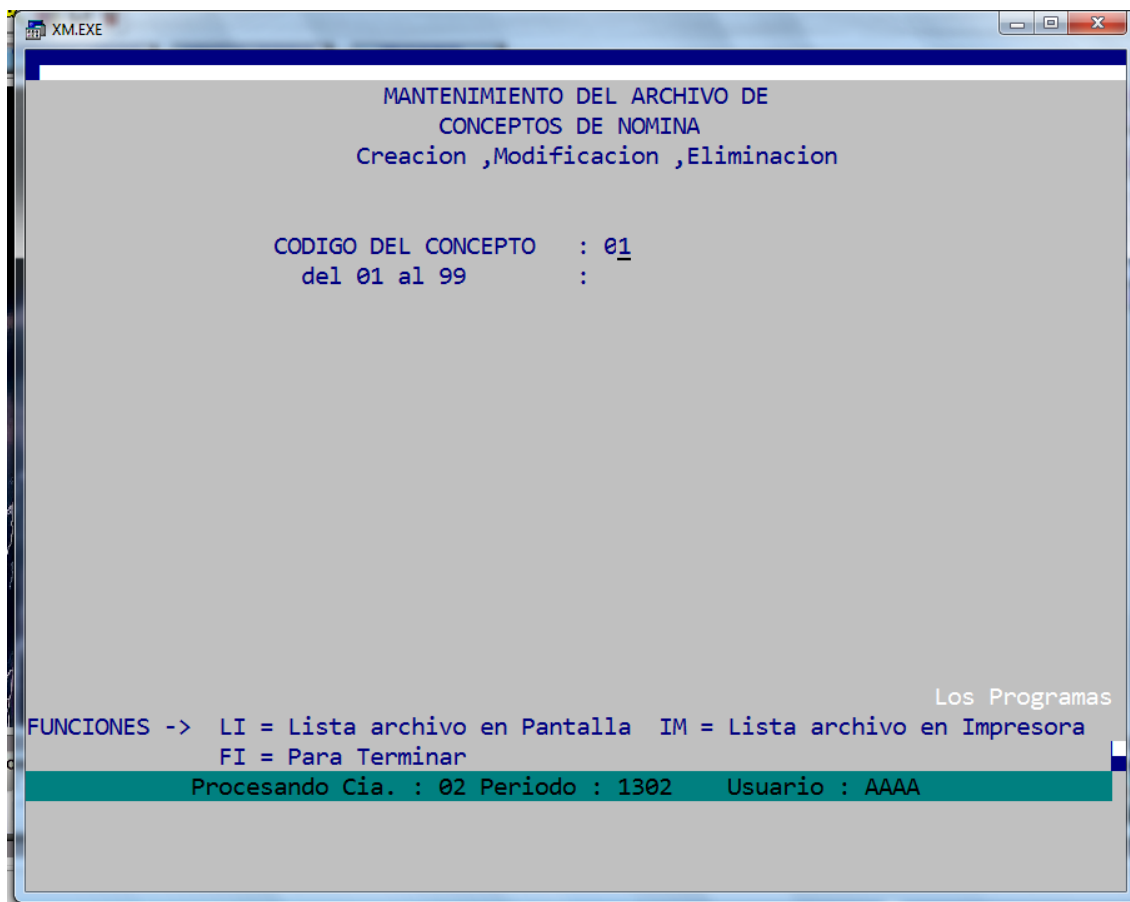 XM.EXE
MANTENIMIENTO DEL ARCHIVO DE
CONCEPTOS DE NOMINA
Creacion ,Modificacion ,Eliminacion
CODIGO DEL CONCEPTO : 01
del 01 al 99 :
Los Programas
FUNCIONES -> LI = Lista archivo en Pantalla IM = Lista archivo en Impresora
FI = Para Terminar
Procesando Cia. : 02 Periodo : 1302 Usuario : AAAA